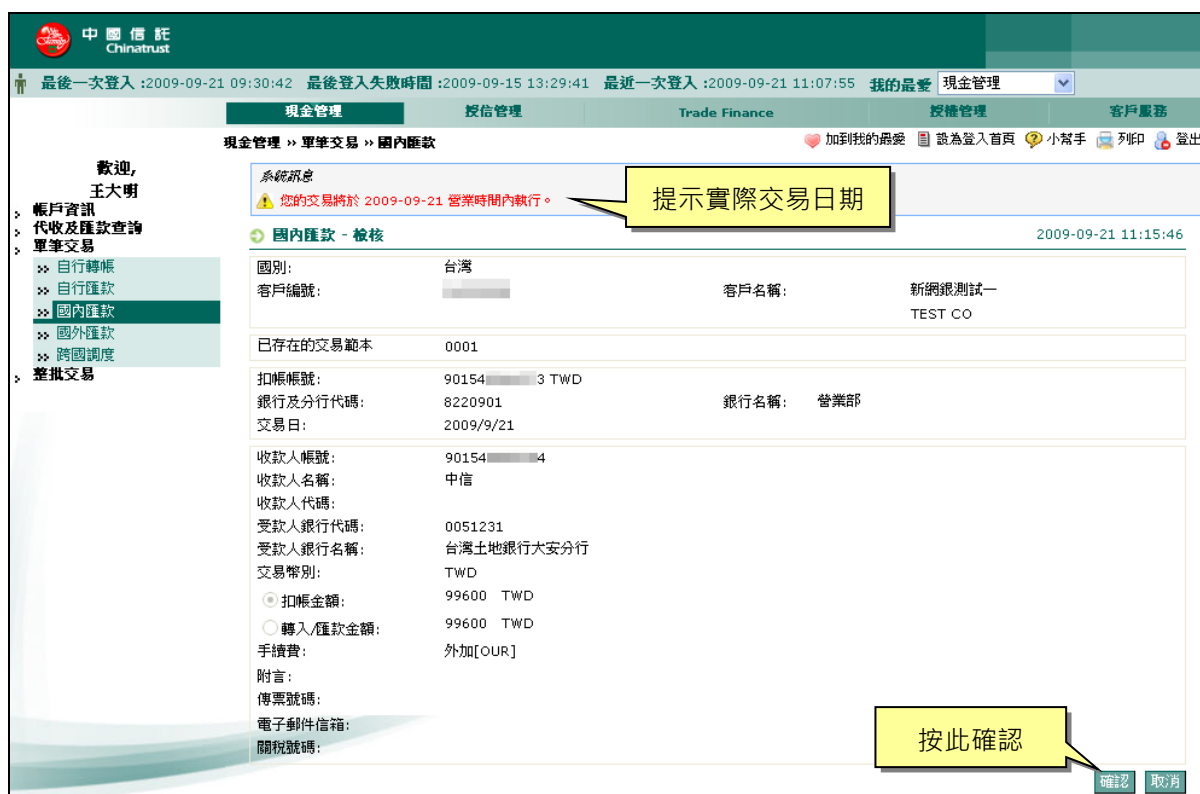 中國信託
Chinatrust
最後一次登入 :2009-09-21 09:30:42 最後登入失敗時間 :2009-09-15 13:29:41 最近一次登入 :2009-09-21 11:07:55 我的最愛 現金管理
現金管理 授信管理 Trade Finance 授權管理 客戶服務
現金管理 » 單筆交易 » 國內匯款 加到我的最愛 設為登入首頁 小幫手 列印 登出
歡迎,
王大明
帳戶資訊
代收及匯款查詢
單筆交易
自行轉帳
自行匯款
國內匯款
國外匯款
跨國調度
整批交易
系統訊息
您的交易將於 2009-09-21 營業時間內執行。
提示實際交易日期
國內匯款 - 檢核 2009-09-21 11:15:46
國別: 台灣
客戶編號: 客戶名稱: 新網銀測試一
TEST CO
已存在的交易範本 0001
扣帳帳號: 90154 3 TWD
銀行及分行代碼: 8220901 銀行名稱: 營業部
交易日: 2009/9/21
收款人帳號: 90154 4
收款人名稱: 中信
收款人代碼:
受款人銀行代碼: 0051231
受款人銀行名稱: 台灣土地銀行大安分行
交易幣別: TWD
扣帳金額: 99600 TWD
轉入/匯款金額: 99600 TWD
手續費: 外加[OUR]
附言:
傳票號碼:
電子郵件信箱:
關稅號碼:
按此確認
確認 取消